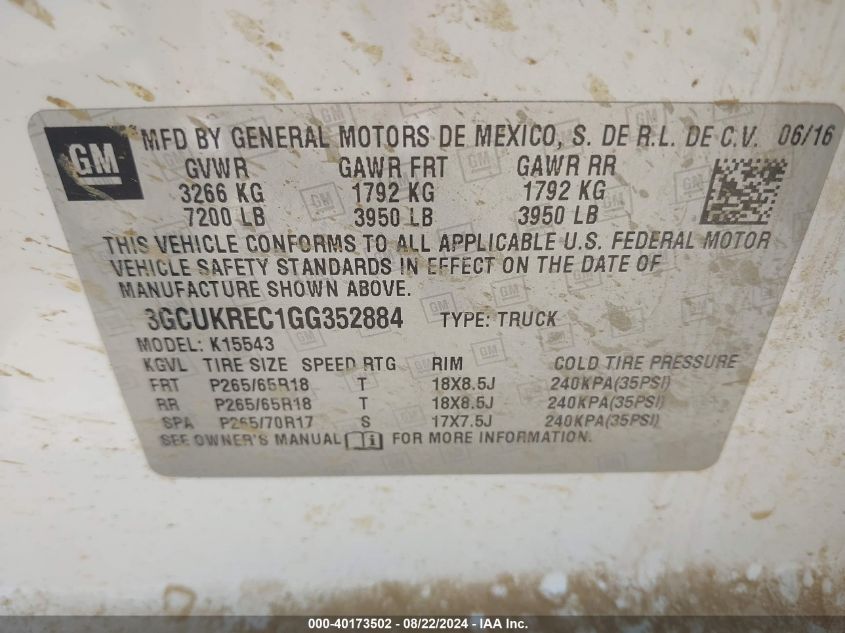 GM
MFD BY GENERAL MOTORS DE MEXICO, S. DE R.L. DE C.V. 06/16
GVWR GAWR FRT GAWR RR
3266 KG 1792 KG 1792 KG
7200 LB 3950 LB 3950 LB
THIS VEHICLE CONFORMS TO ALL APPLICABLE U.S. FEDERAL MOTOR
VEHICLE SAFETY STANDARDS IN EFFECT ON THE DATE OF
MANUFACTURE SHOWN ABOVE.
3GCUKREC1GG352884 TYPE: TRUCK
MODEL: K15543
KGVL TIRE SIZE SPEED RTG RIM COLD TIRE PRESSURE
FRT P265/65R18 T 18X8.5J 240KPA(35PSI)
RR P265/65R18 T 18X8.5J 240KPA(35PSI)
SPA P265/70R17 S 17X7.5J 240KPA(35PSI)
SEE OWNER'S MANUAL FOR MORE INFORMATION.
000-40173502 - 08/22/2024 - IAA Inc.